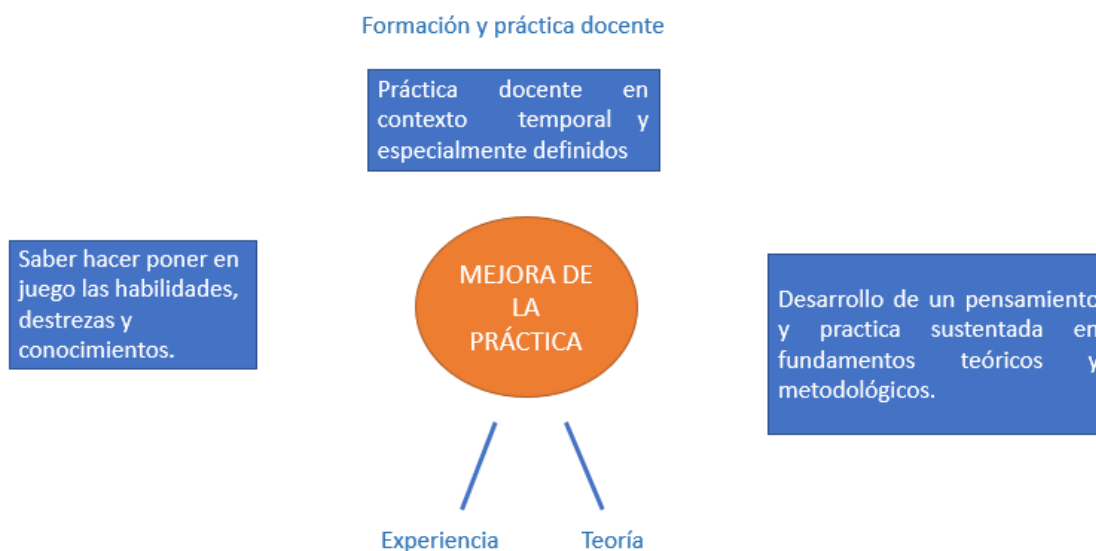 Formación y práctica docente
Práctica docente en
contexto temporal y
especialmente definidos
Saber hacer poner en
juego las habilidades,
destrezas y
conocimientos.
MEJORA DE
LA
PRÁCTICA
Desarrollo de un pensamiento
y practica sustentada en
fundamentos teóricos y
metodológicos.
Experiencia
Teoría